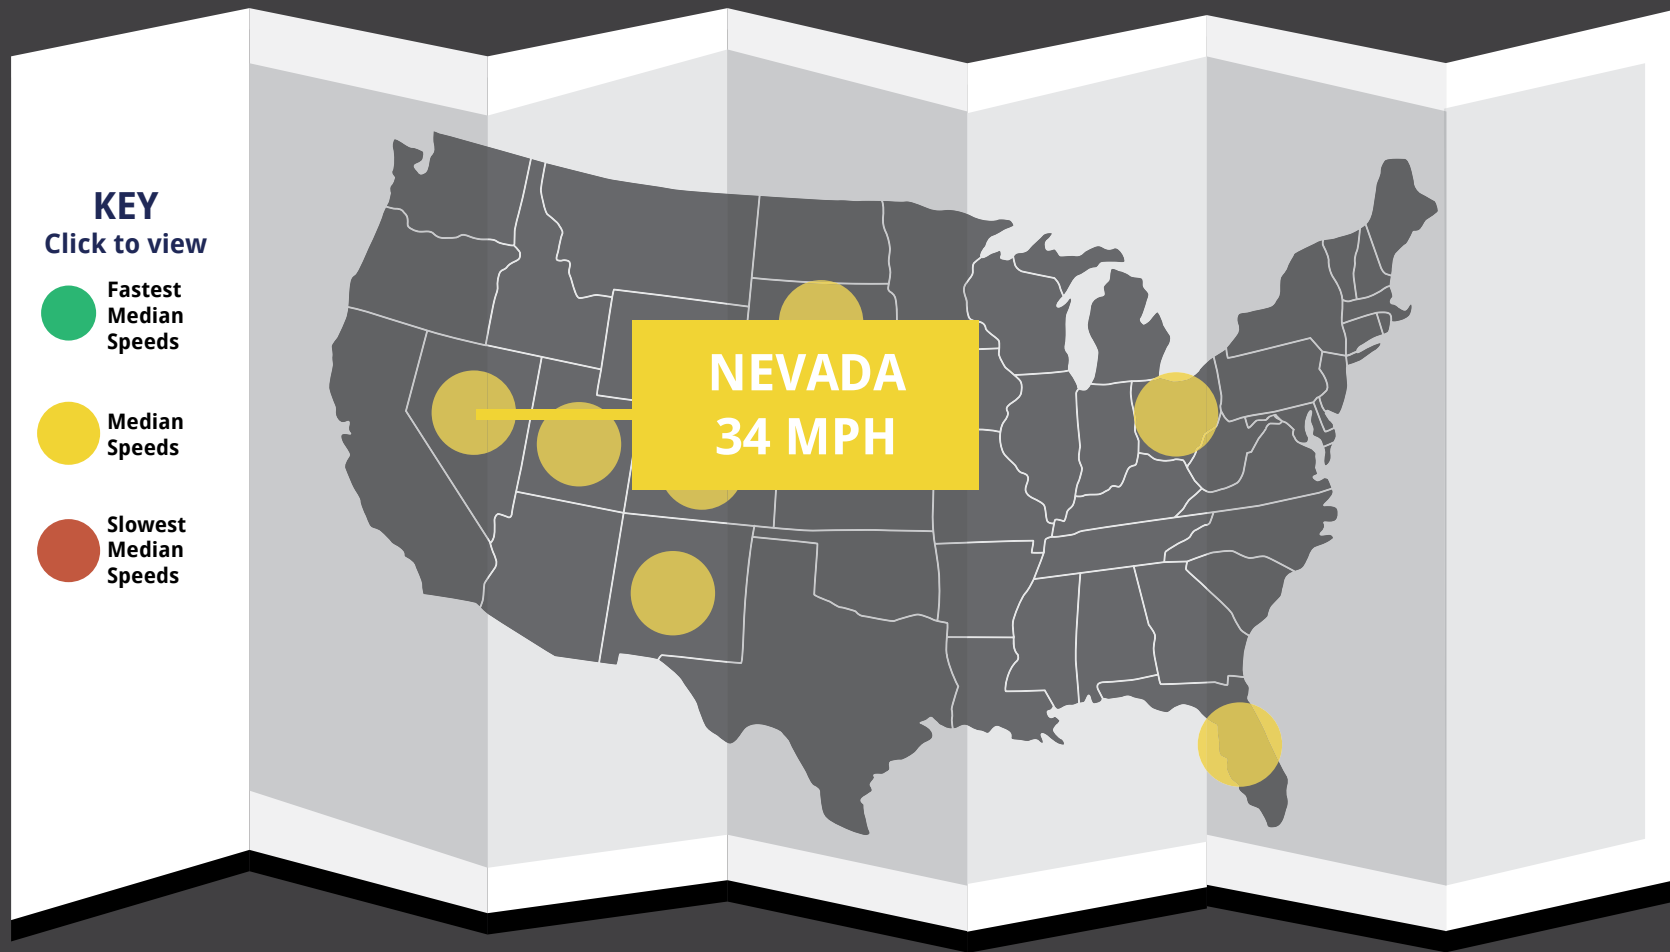 KEY
Click to view
Fastest
Median
Speeds
Median
Speeds
Slowest
Median
Speeds
NEVADA
34 MPH